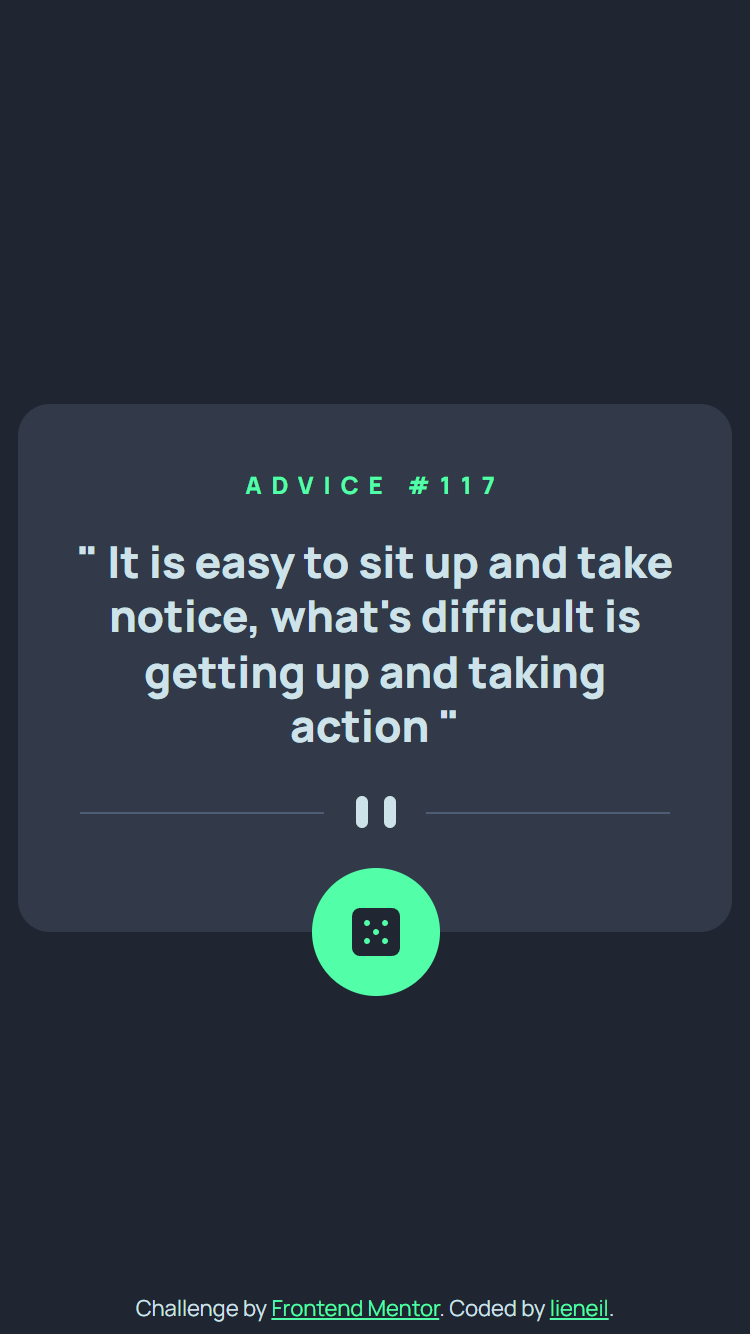 ADVICE #117
" It is easy to sit up and take
notice, what's difficult is
getting up and taking
action "
Challenge by Frontend Mentor. Coded by lieneil.